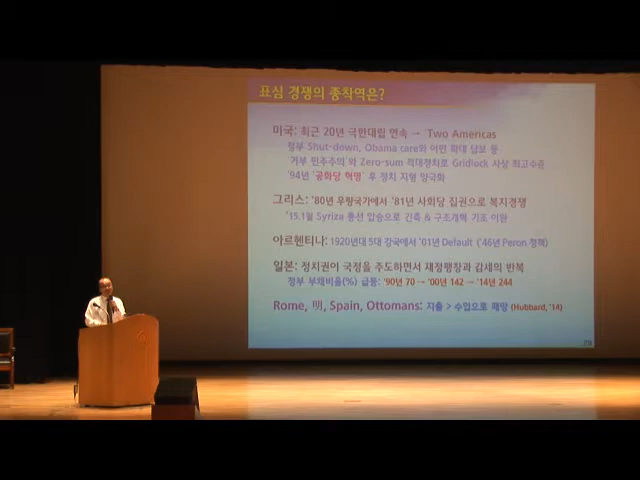 표심 경쟁의 종착역은?
미국: 최근 20년 극한대립 연속 → Two Americas
정부 Shut-down, Obama care와 이민 확대 답보 등
'거부 민주주의'와 Zero-sum 적대정치로 Gridlock 사상 최고수준
'94년 '공화당 혁명' 후 정치 지형 양극화
그리스: '80년 우량국가에서 '81년 사회당 집권으로 복지경쟁
'15.1월 Syriza 총선 압승으로 긴축 & 구조개혁 기조 이완
아르헨티나: 1920년대 5대 강국에서 '01년 Default ('46년 Peron 정책)
일본: 정치권이 국정을 주도하면서 재정팽창과 감세의 반복
정부 부채비율(%) 급등: '90년 70 → '00년 142 → '14년 244
Rome, 明, Spain, Ottomans: 지출 > 수입으로 패망 (Hubbard, '14)